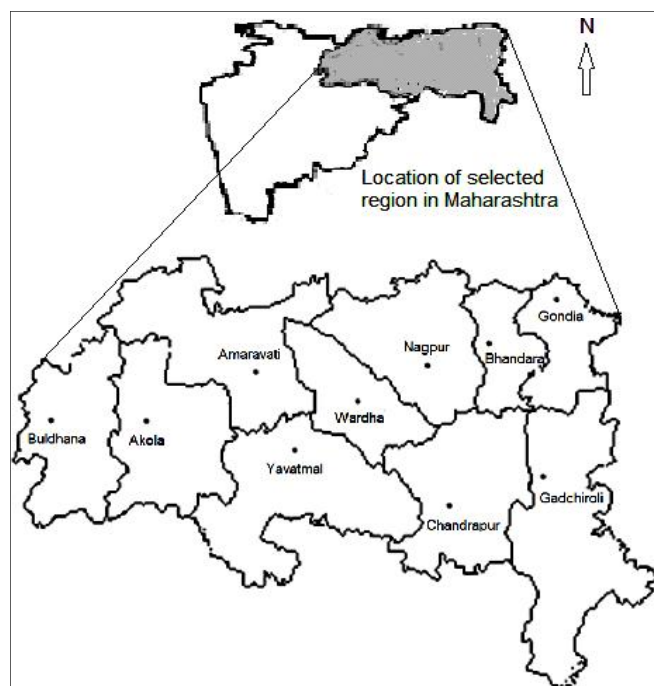 N
Location of selected
region in Maharashtra
Gondia
Amaravati
Nagpur
Bhandara
Wardha
Buldhana
Akola
Yavatmal
Gadchiroli
Chandrapur